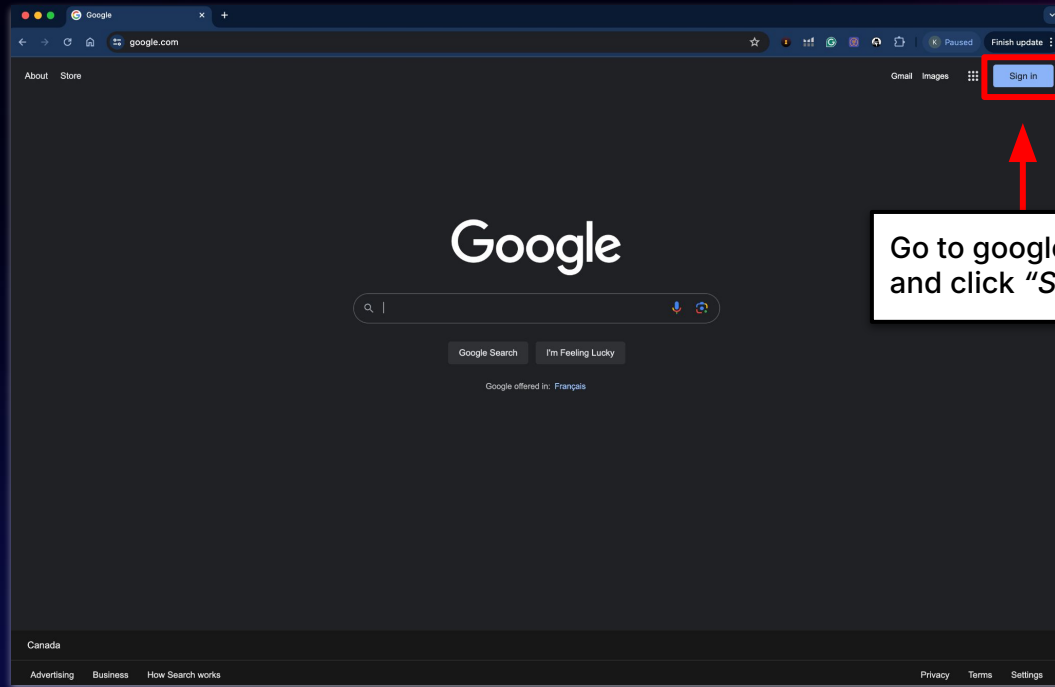 Google
google.com
K Paused
Finish update
About Store
Gmail Images
Sign in
Google
Go to google
and click “S
Google Search I'm Feeling Lucky
Google offered in: Français
Canada
Advertising Business How Search works
Privacy Terms Settings